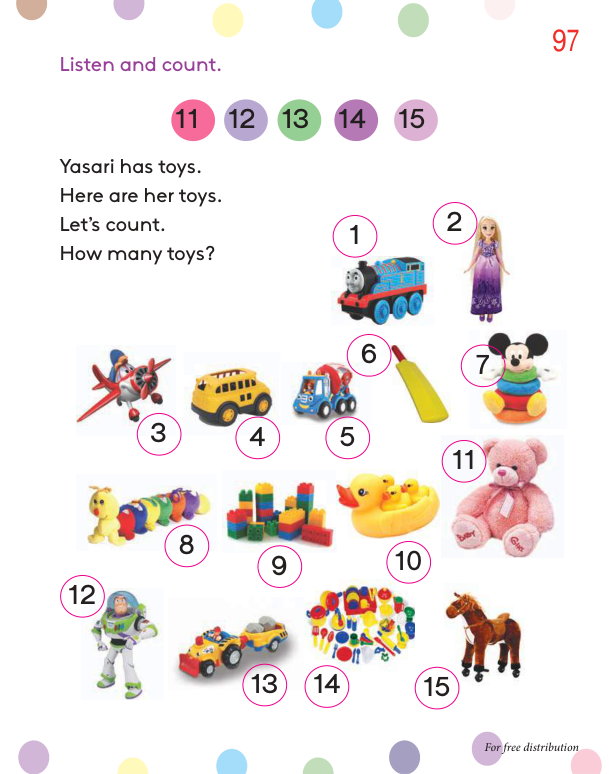 97
Listen and count.
11 12 13 14 15
Yasari has toys.
Here are her toys.
Let's count.
How many toys?
1
2
3
4
5
6
7
8
9
10
11
12
13
14
15
For free distribution